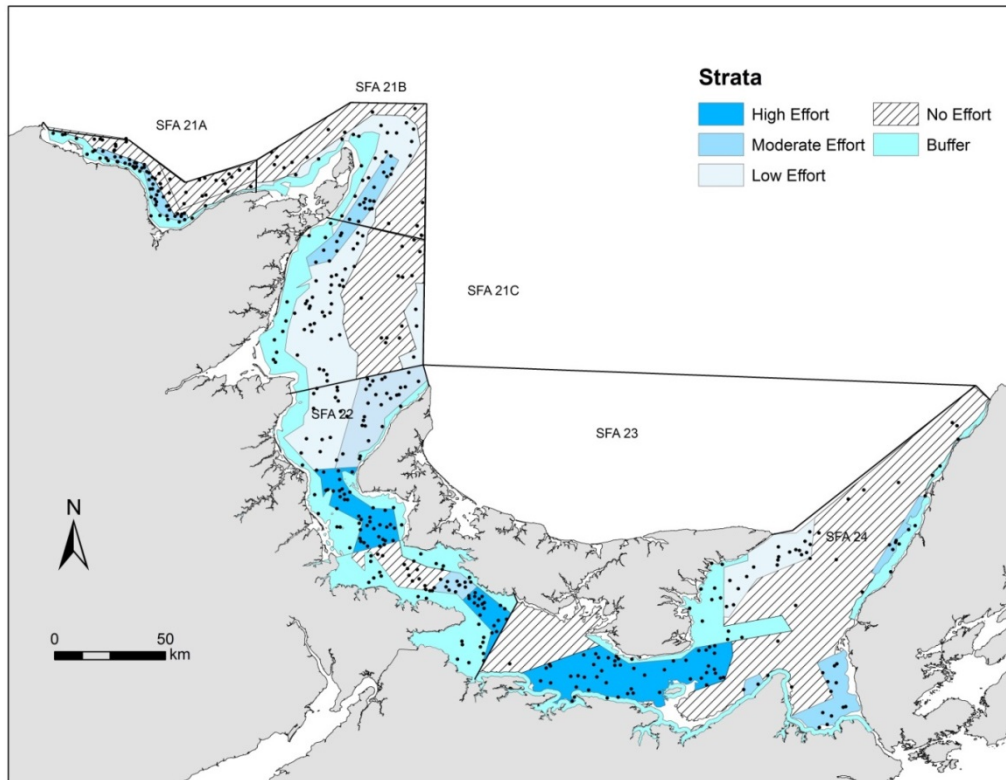 SFA 21B
SFA 21A
Strata
High Effort
No Effort
Moderate Effort
Buffer
Low Effort
SFA 21C
SFA 22
SFA 23
SFA 24
N
0 50
km